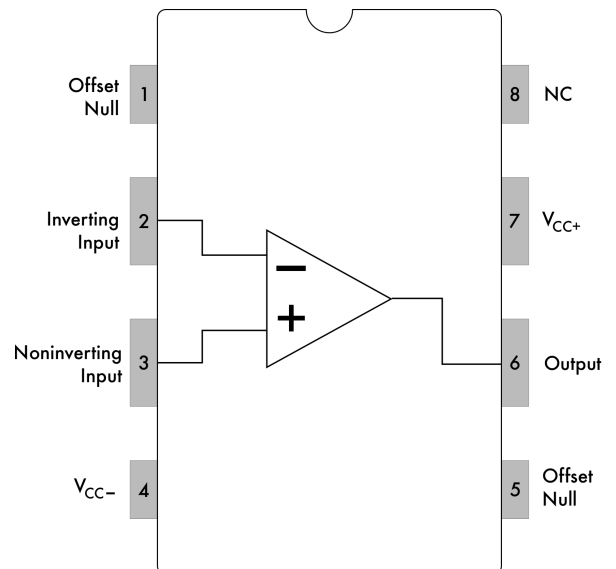 Offset
Null
1
8
NC
Inverting
Input
2
7
VCC+
Noninverting
Input
3
6
Output
VCC−
4
5
Offset
Null
−
+